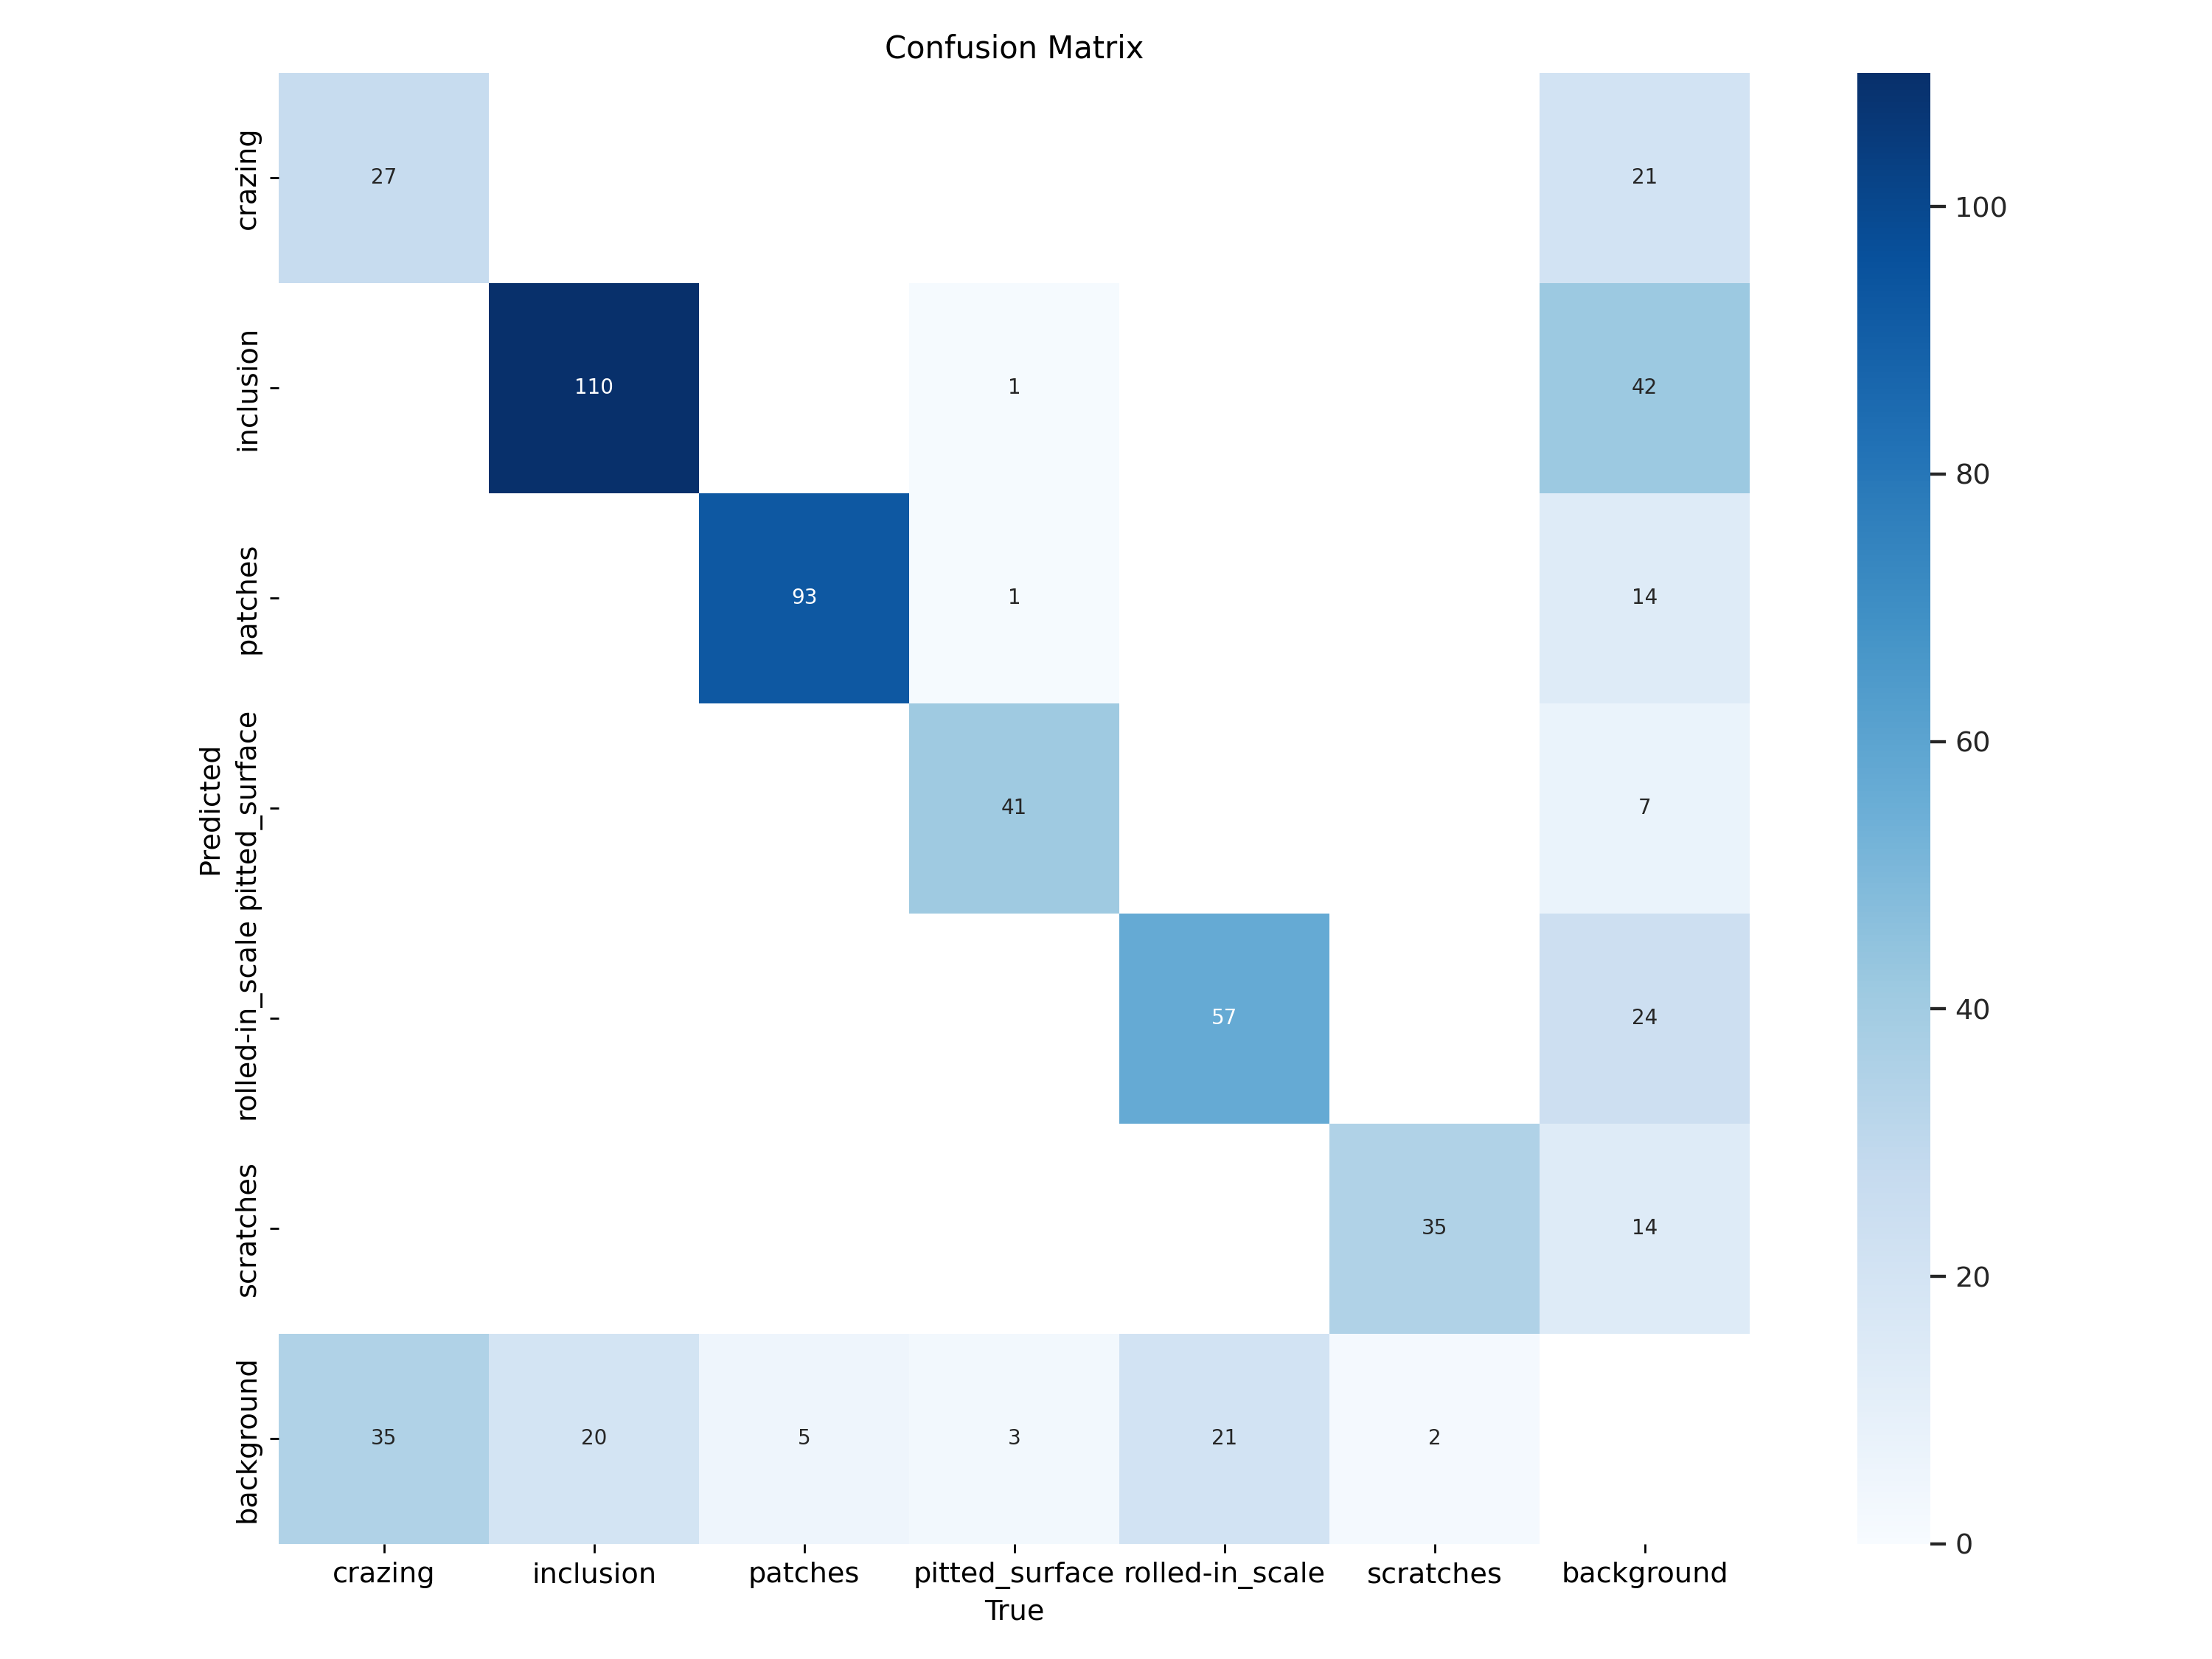 Confusion Matrix
crazing
27
21
100
inclusion
110
1
42
80
patches
93
1
14
60
Predicted
pitted_surface
41
7
40
rolled-in_scale
57
24
scratches
35
14
20
background
35
20
5
3
21
2
0
crazing inclusion patches pitted_surface rolled-in_scale scratches background
True